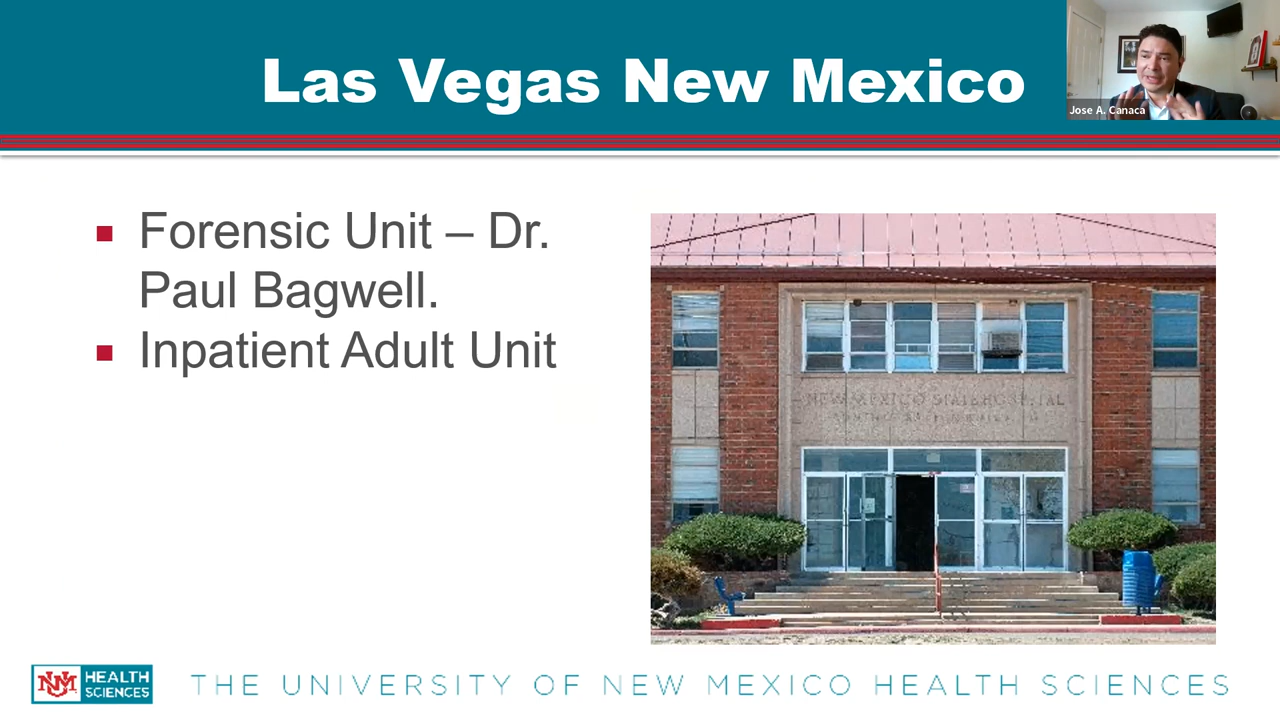 Las Vegas New Mexico
Jose A. Canaca
Forensic Unit – Dr.
Paul Bagwell.
Inpatient Adult Unit
NEW MEXICO STATE HOSPITAL
UNM HEALTH
SCIENCES
THE UNIVERSITY OF NEW MEXICO HEALTH SCIENCES